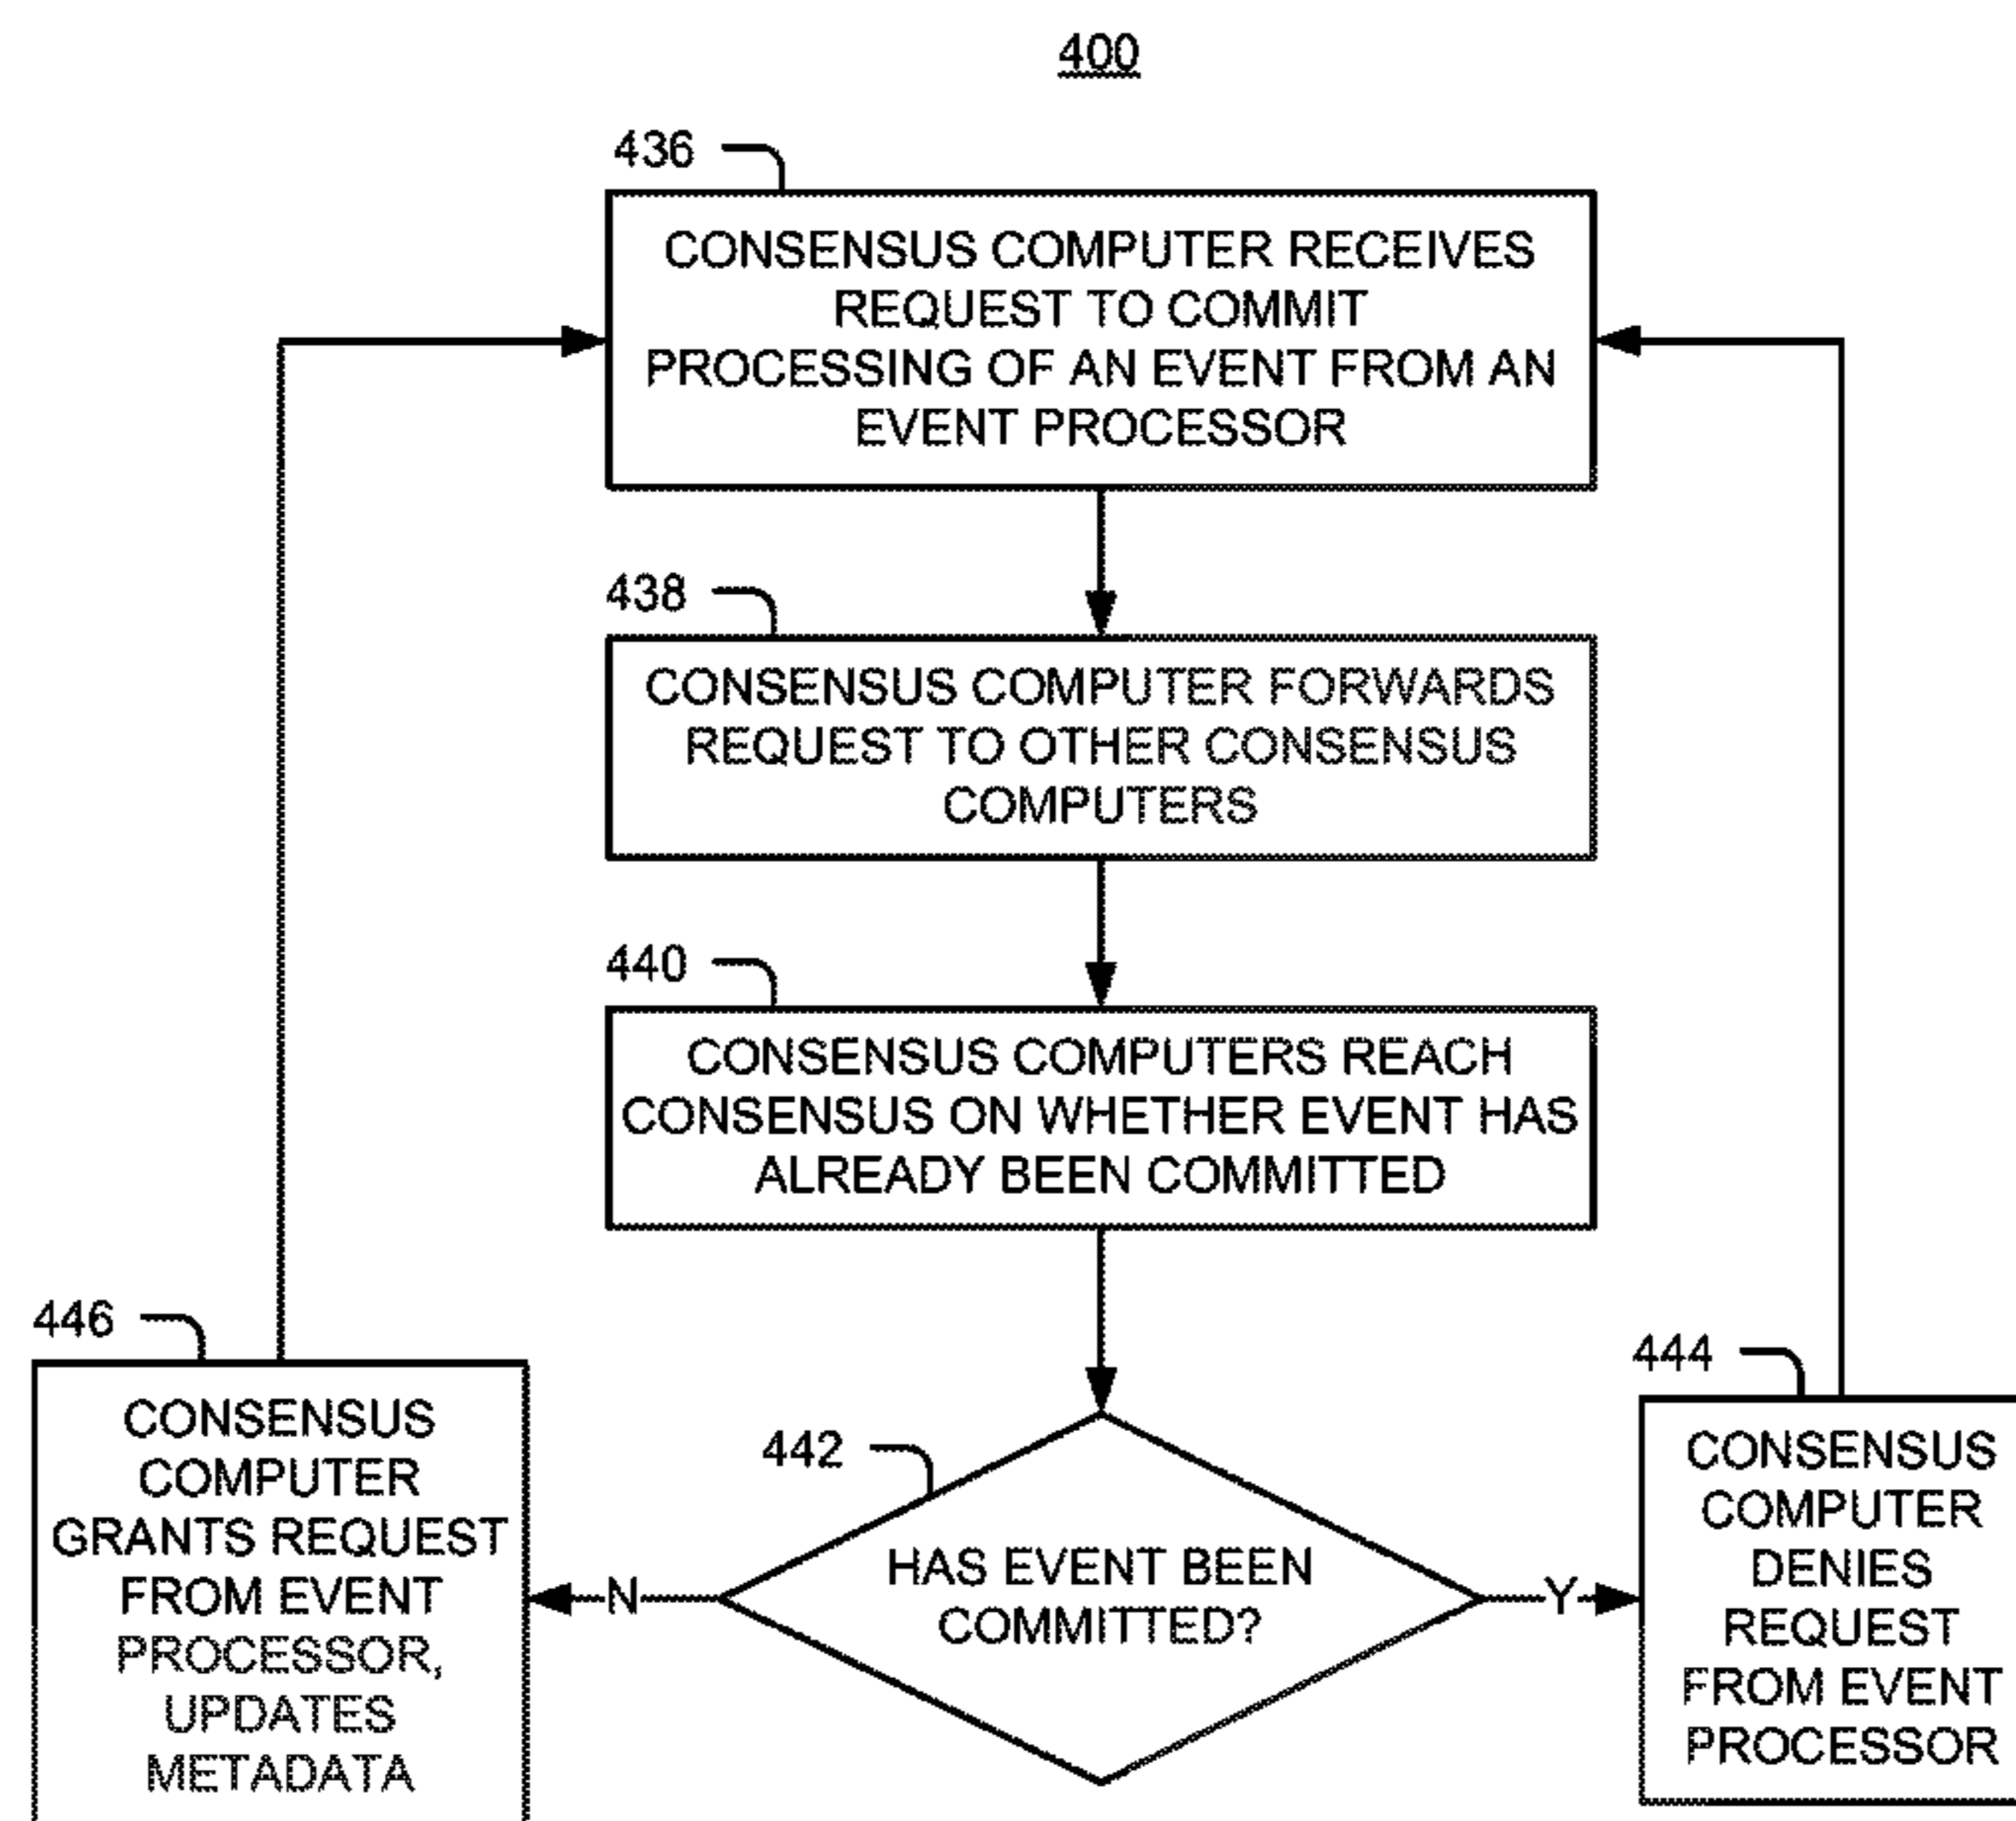 400
436
CONSENSUS COMPUTER RECEIVES
REQUEST TO COMMIT
PROCESSING OF AN EVENT FROM AN
EVENT PROCESSOR
438
CONSENSUS COMPUTER FORWARDS
REQUEST TO OTHER CONSENSUS
COMPUTERS
440
CONSENSUS COMPUTERS REACH
CONSENSUS ON WHETHER EVENT HAS
ALREADY BEEN COMMITTED
446
CONSENSUS
COMPUTER
GRANTS REQUEST
FROM EVENT
PROCESSOR,
UPDATES
METADATA
442
HAS EVENT BEEN
COMMITTED?
N
Y
444
CONSENSUS
COMPUTER
DENIES
REQUEST
FROM EVENT
PROCESSOR